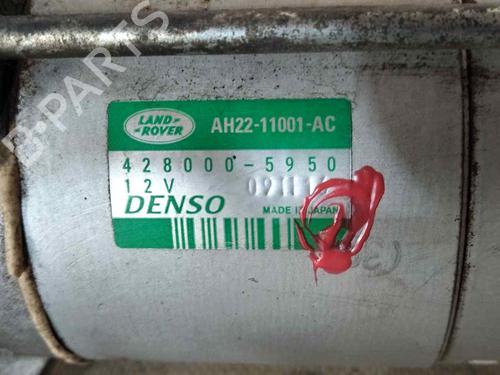 B-PARTS
LAND
ROVER
AH22-11001-AC
428000-5950
12V
DENSO
MADE IN JAPAN